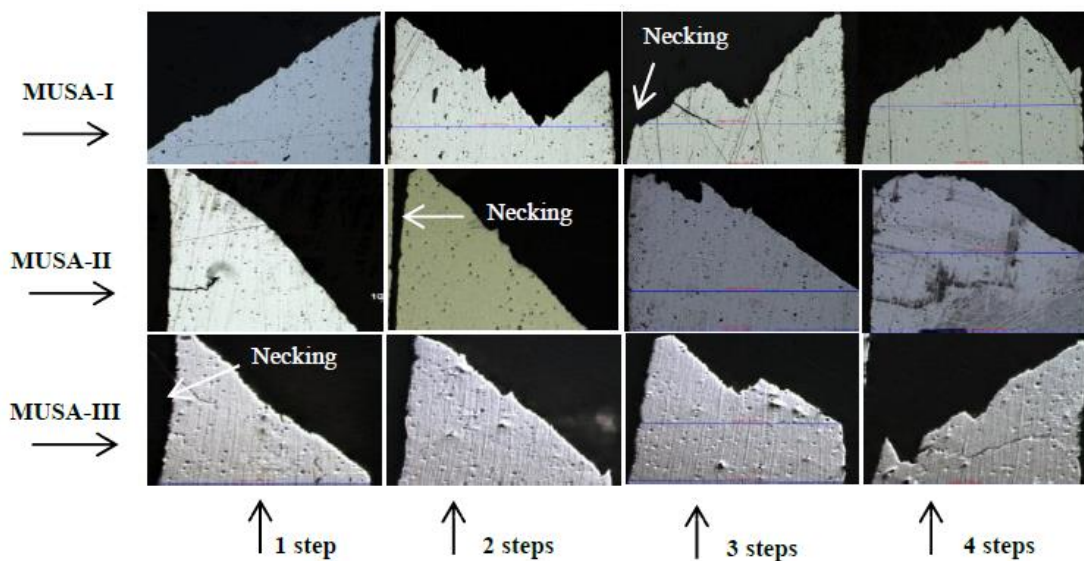 MUSA-I
Necking
MUSA-II
Necking
MUSA-III
Necking
1 step
2 steps
3 steps
4 steps